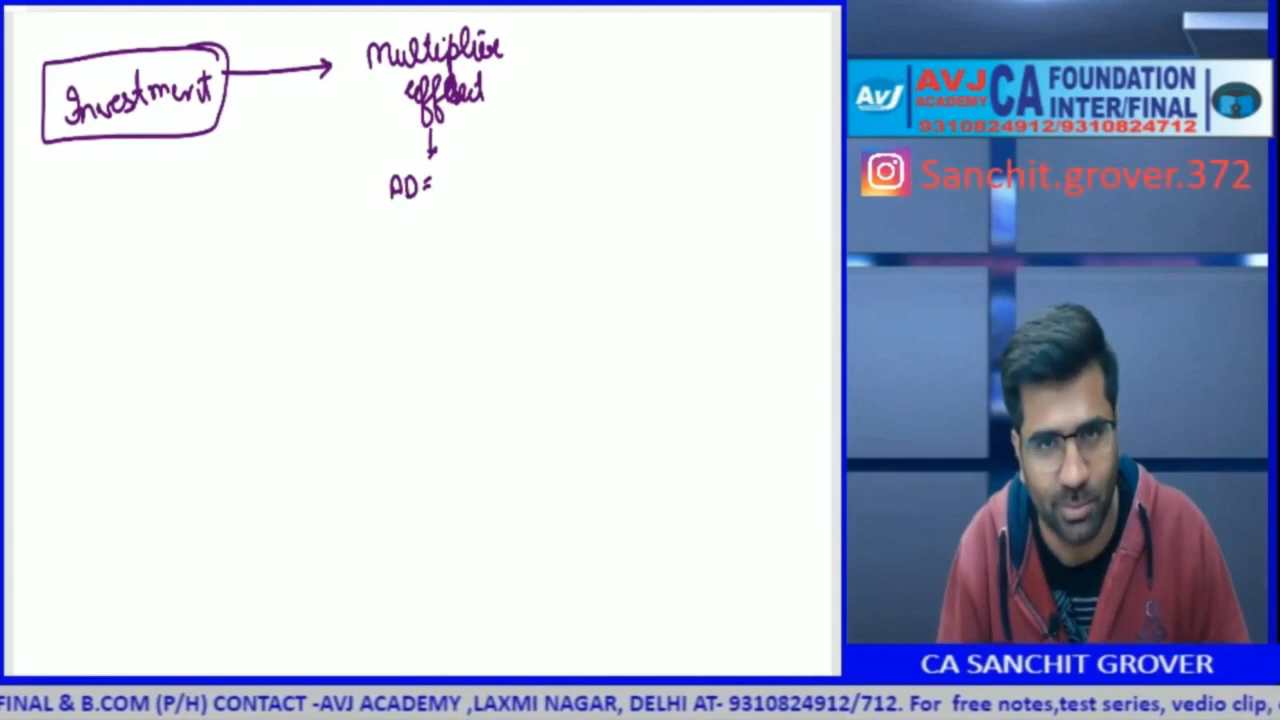 Investment
Multiplier
effect
AD=
AVJ
AVJ
ACADEMY
CA
FOUNDATION
INTER/FINAL
9310824912/9310824712
Sanchit.grover.372
CA SANCHIT GROVER
FINAL & B.COM (P/H) CONTACT -AVJ ACADEMY ,LAXMI NAGAR, DELHI AT- 9310824912/712. For free notes,test series, vedio clip,